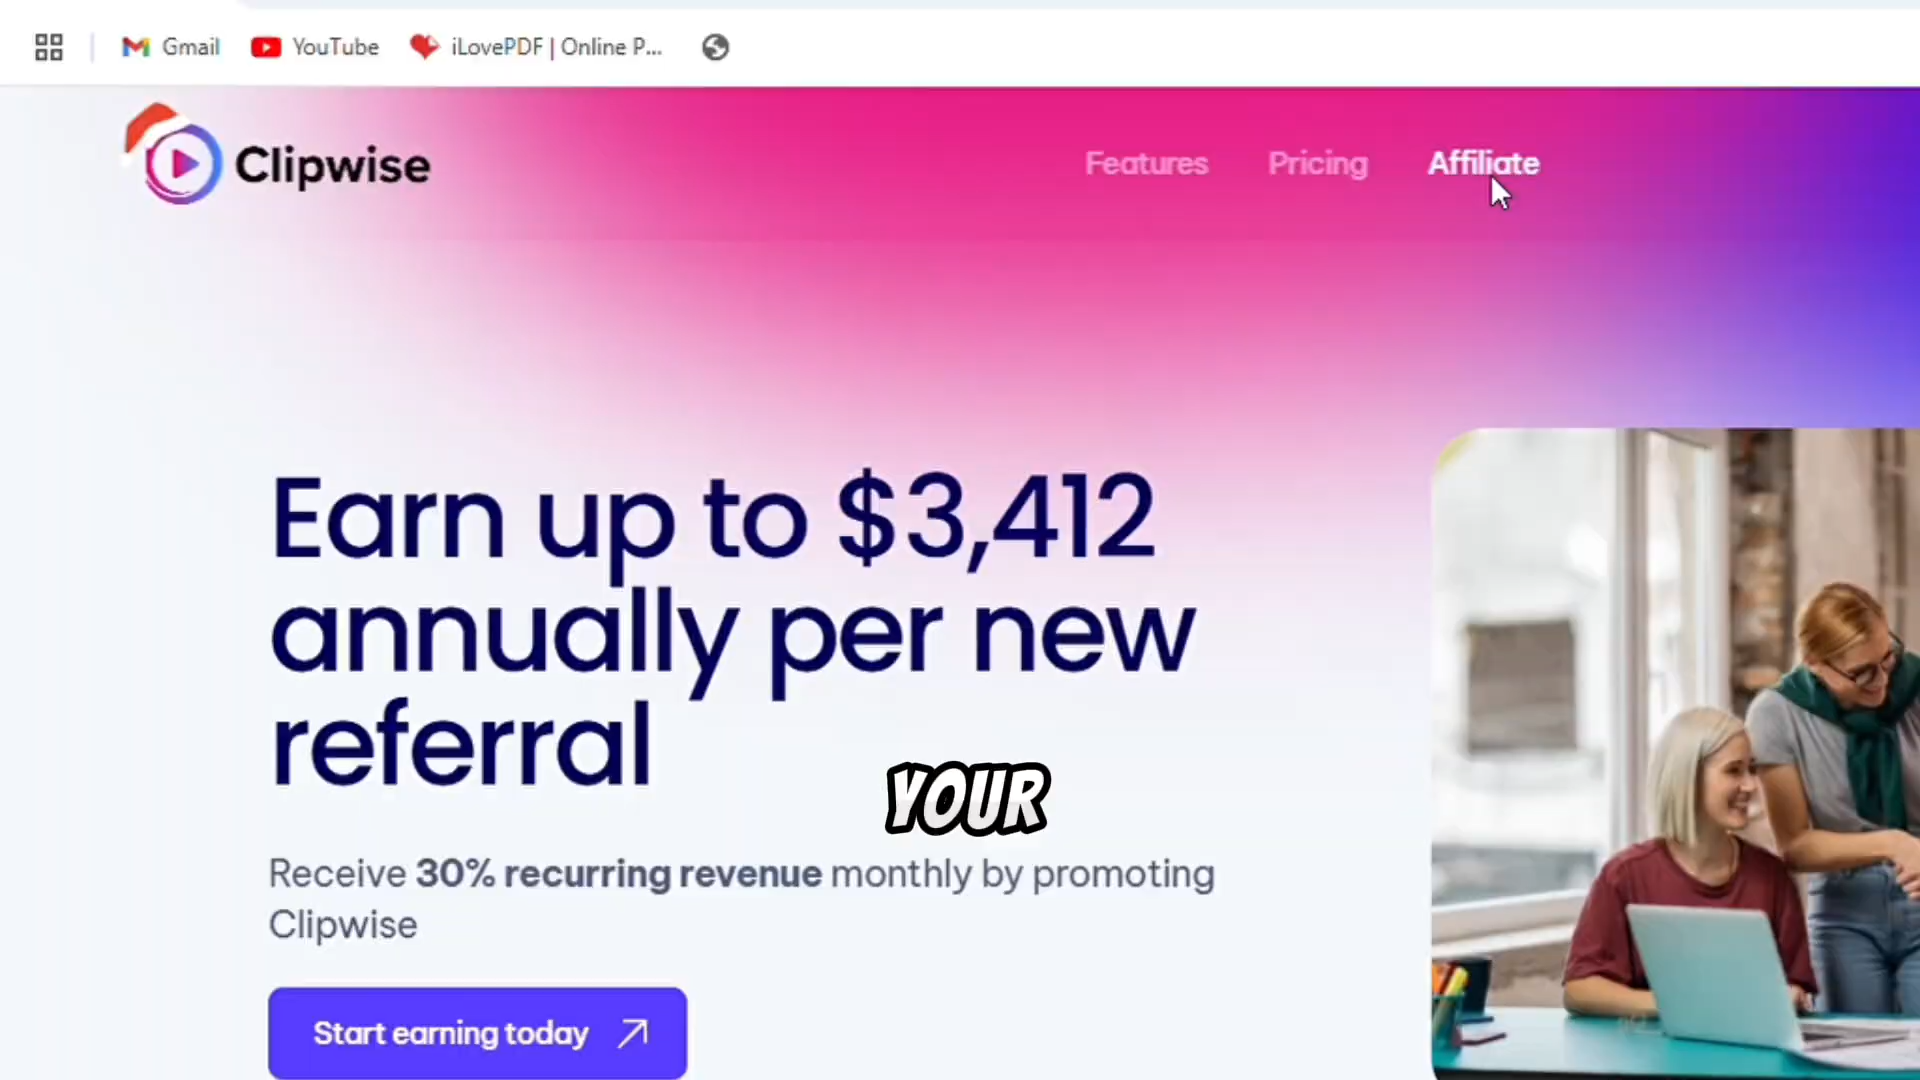 Gmail YouTube iLovePDF | Online P...
Clipwise Features Pricing Affiliate
Earn up to $3,412
annually per new
referral
YOUR
Receive 30% recurring revenue monthly by promoting
Clipwise
Start earning today